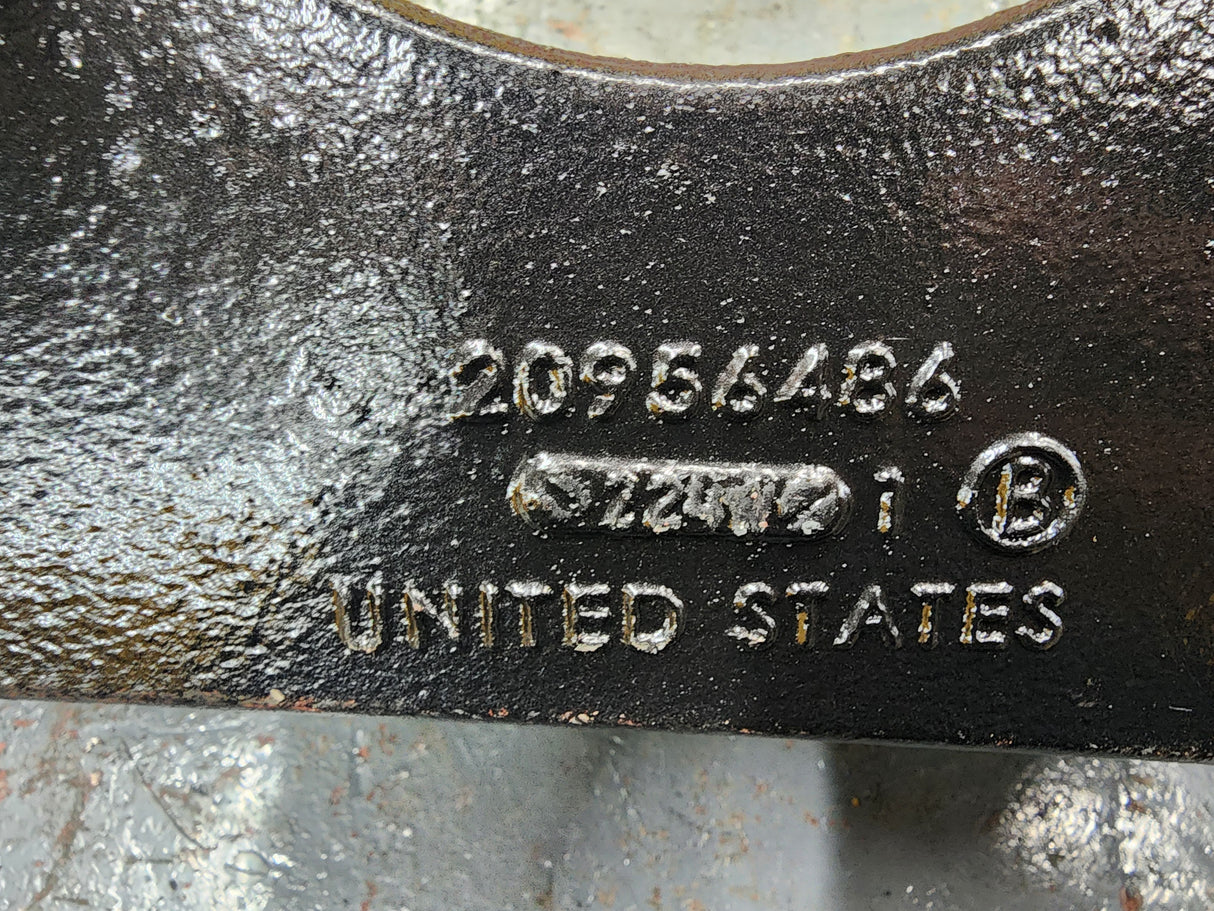 20956486
1 B
UNITED STATES